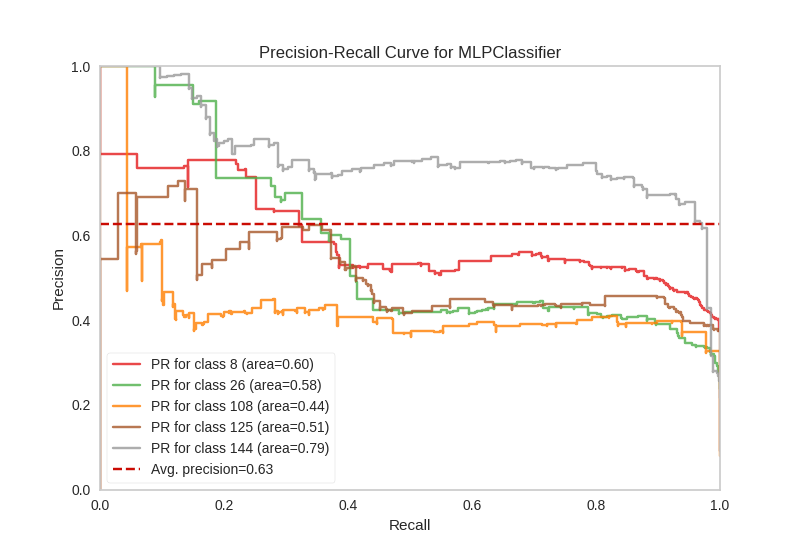 Precision-Recall Curve for MLPClassifier
1.0
0.8
0.6
0.4
0.2
0.0
Precision
PR for class 8 (area=0.60)
PR for class 26 (area=0.58)
PR for class 108 (area=0.44)
PR for class 125 (area=0.51)
PR for class 144 (area=0.79)
Avg. precision=0.63
0.0 0.2 0.4 0.6 0.8 1.0
Recall